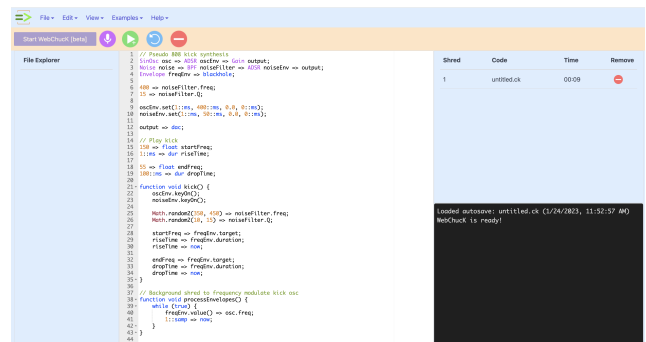 File Edit View Examples Help
Start WebChucK [beta]
File Explorer
1 // Pseudo 808 kick synthesis
2 SinOsc osc => ADSR oscEnv => Gain output;
3 Noise noise => BPF noiseFilter => ADSR noiseEnv => output;
4 Envelope freqEnv => blackhole;
5
6 400 => noiseFilter.freq;
7 15 => noiseFilter.Q;
8
9 oscEnv.set(1::ms, 400::ms, 0.0, 0::ms);
10 noiseEnv.set(1::ms, 50::ms, 0.0, 0::ms);
11
12 output => dac;
13
14 // Play kick
15 150 => float startFreq;
16 1::ms => dur riseTime;
17
18 55 => float endFreq;
19 100::ms => dur dropTime;
20
21 function void kick() {
22 oscEnv.keyOn();
23 noiseEnv.keyOn();
24
25 Math.random2(350, 450) => noiseFilter.freq;
26 Math.random2(10, 15) => noiseFilter.Q;
27
28 startFreq => freqEnv.target;
29 riseTime => freqEnv.duration;
30 riseTime => now;
31
32 endFreq => freqEnv.target;
33 dropTime => freqEnv.duration;
34 dropTime => now;
35 }
36
37 // Background shred to frequency modulate kick osc
38 function void processEnvelopes() {
39 while (true) {
40 freqEnv.value() => osc.freq;
41 1::samp => now;
42 }
43 }
44
Shred Code Time Remove
1 untitled.ck 00:09
Loaded autosave: untitled.ck (1/24/2023, 11:52:57 AM)
WebChucK is ready!